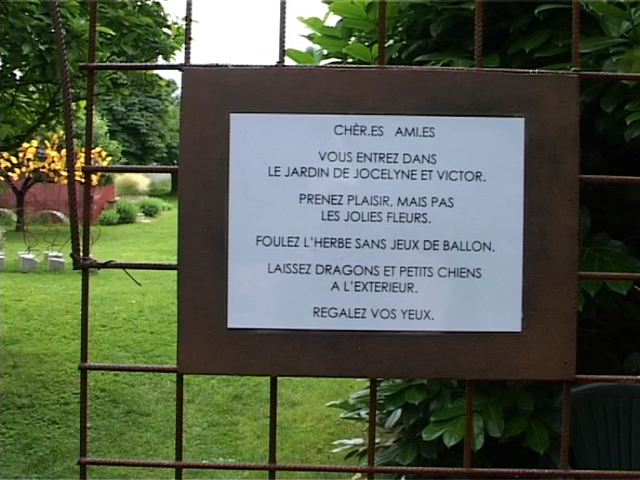 CHÈR.ES AMI.ES
VOUS ENTREZ DANS
LE JARDIN DE JOCELYNE ET VICTOR.
PRENEZ PLAISIR, MAIS PAS
LES JOLIES FLEURS.
FOULEZ L'HERBE SANS JEUX DE BALLON.
LAISSEZ DRAGONS ET PETITS CHIENS
A L'EXTERIEUR.
REGALEZ VOS YEUX.